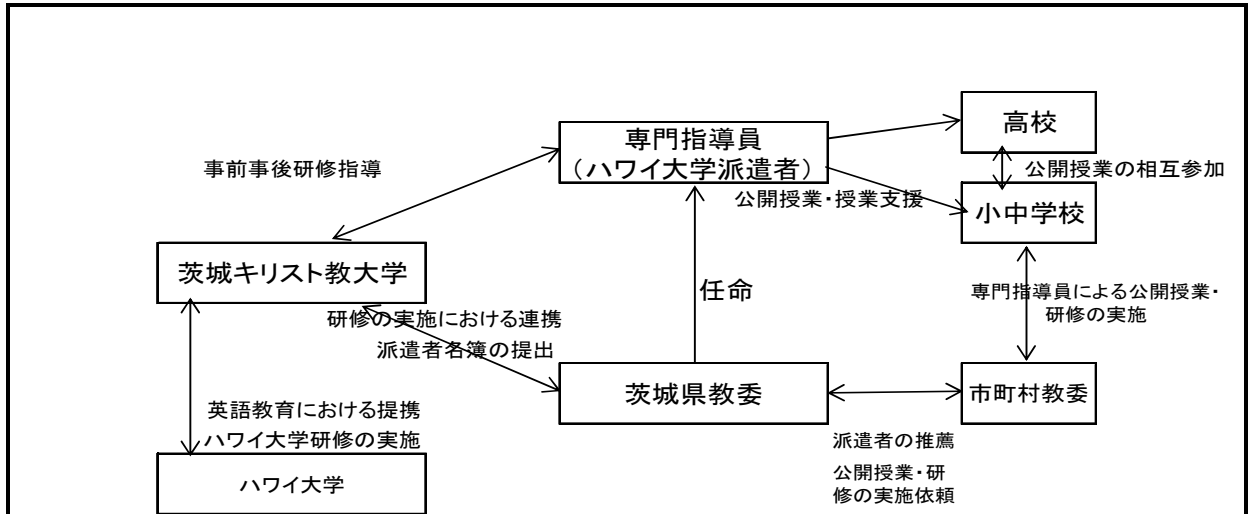 高校
専門指導員
（ハワイ大学派遣者）
事前事後研修指導
公開授業の相互参加
公開授業・授業支援
小中学校
茨城キリスト教大学
任命
専門指導員による公開授業・
研修の実施
研修の実施における連携
派遣者名簿の提出
茨城県教委
市町村教委
英語教育における提携
ハワイ大学研修の実施
派遣者の推薦
公開授業・研
修の実施依頼
ハワイ大学